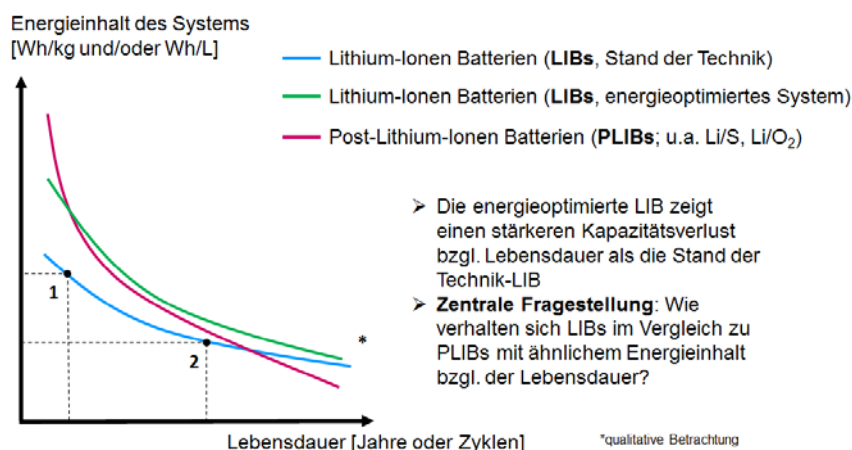 Energieinhalt des Systems
[Wh/kg und/oder Wh/L]
Lithium-Ionen Batterien (LIBs, Stand der Technik)
Lithium-Ionen Batterien (LIBs, energieoptimiertes System)
Post-Lithium-Ionen Batterien (PLIBs; u.a. Li/S, Li/O₂)
➢ Die energieoptimierte LIB zeigt
einen stärkeren Kapazitätsverlust
bzgl. Lebensdauer als die Stand der
Technik-LIB
➢ Zentrale Fragestellung: Wie
verhalten sich LIBs im Vergleich zu
PLIBs mit ähnlichem Energieinhalt
bzgl. der Lebensdauer?
1
2
*
Lebensdauer [Jahre oder Zyklen]
*qualitative Betrachtung